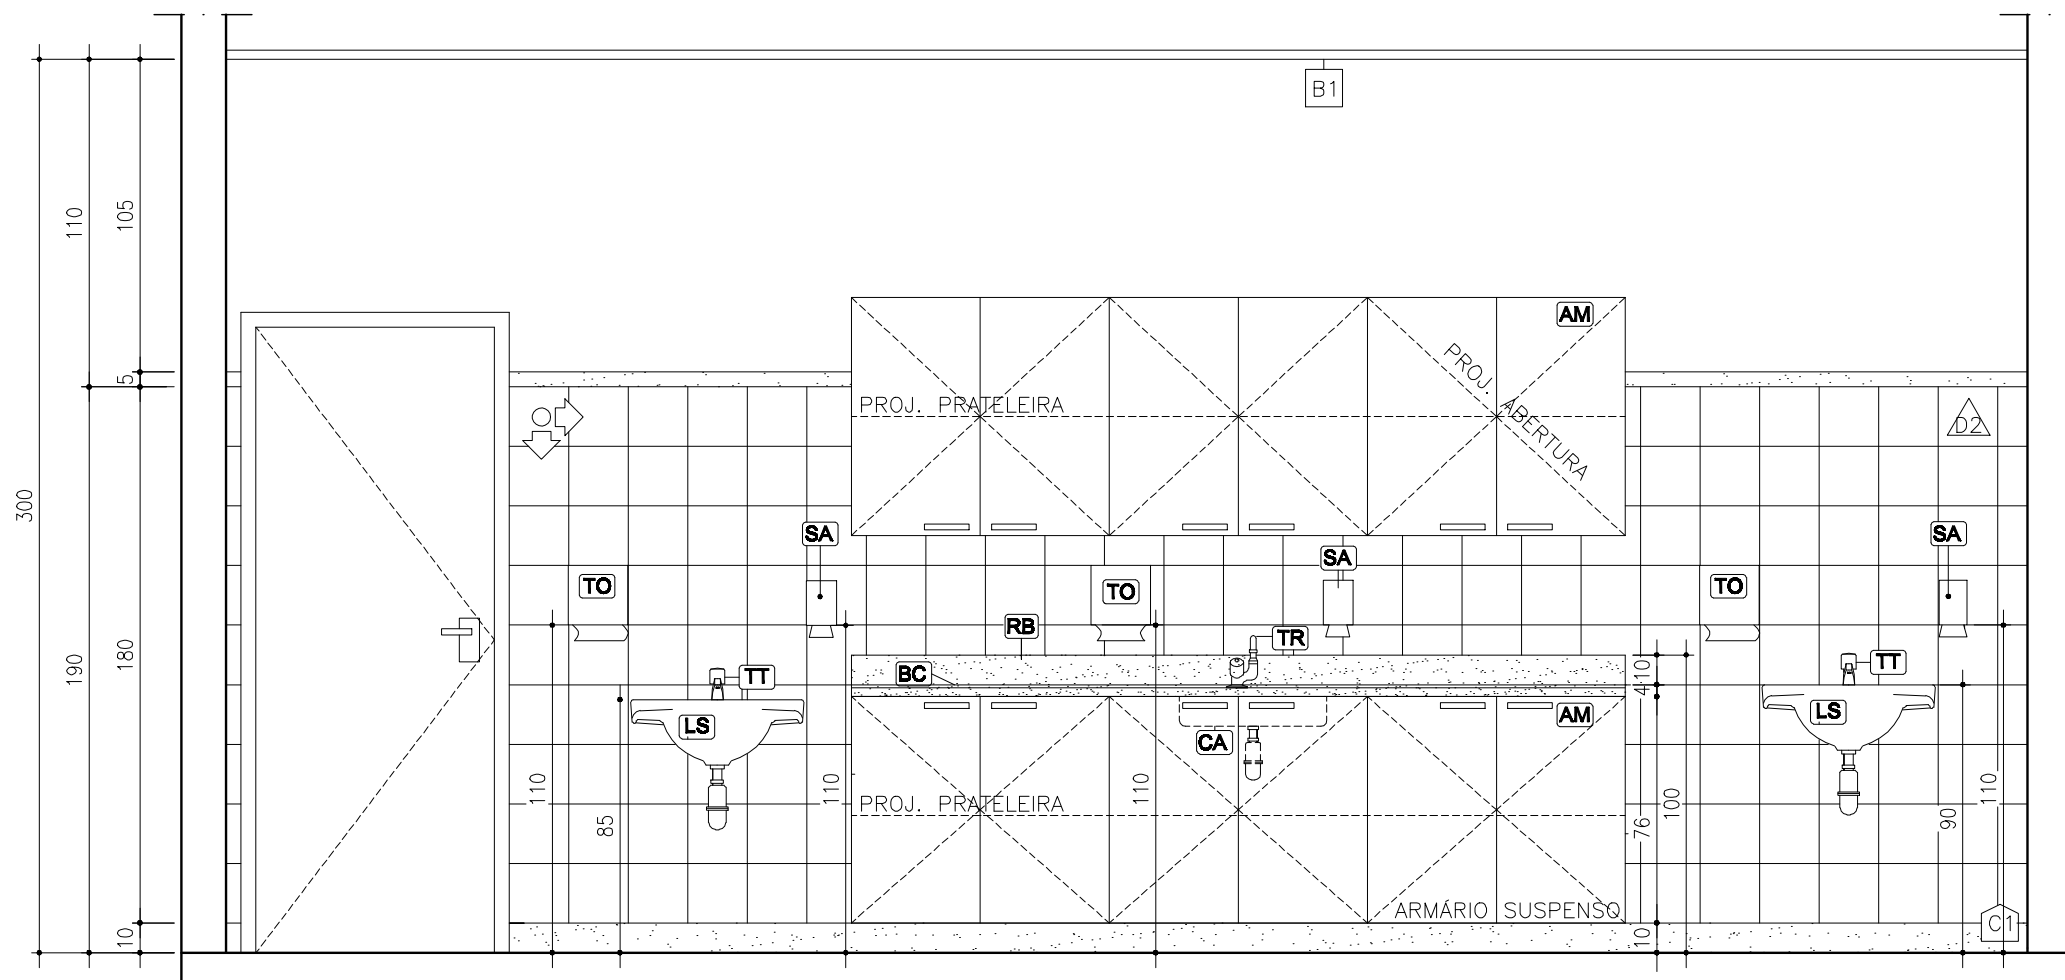 B1
110
105
AM
PROJ. ABERTURA
5
PROJ. PRATELEIRA
D2
300
SA
SA
SA
TO
TO
TO
RB
TR
190
180
TT
BC
10
TT
4
LS
CA
AM
LS
110
110
PROJ. PRATELEIRA
110
85
76
100
90
110
ARMÁRIO SUSPENSO
10
10
C1